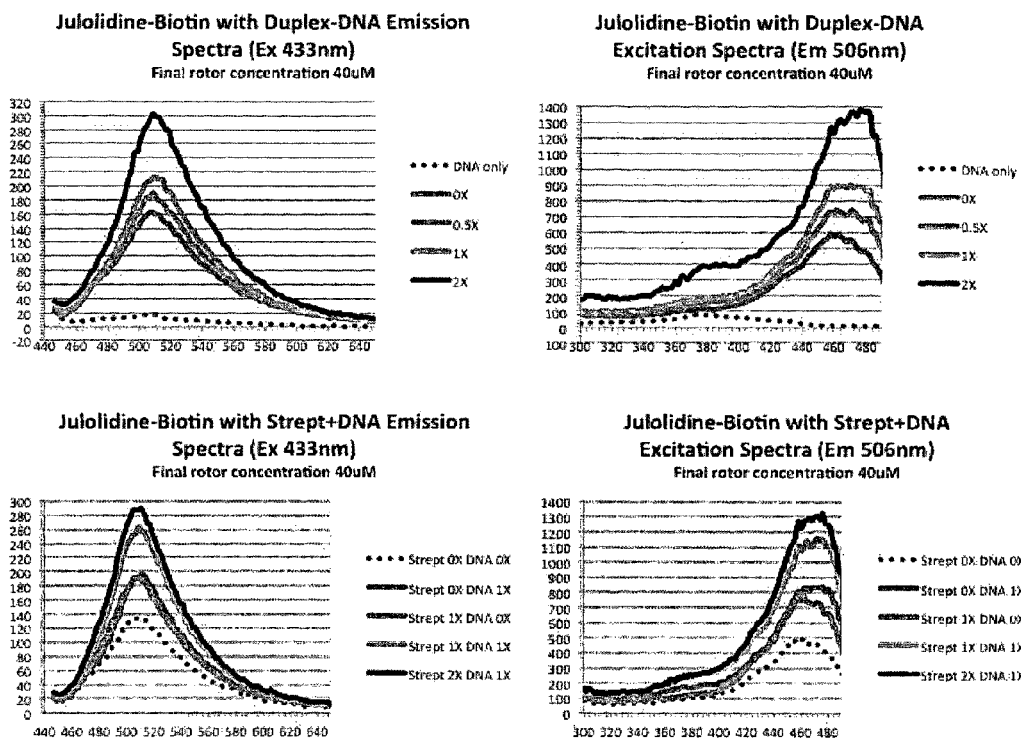 Julolidine-Biotin with Duplex-DNA Emission
Spectra (Ex 433nm)
Final rotor concentration 40uM
320
300
280
260
240
220
200
180
160
140
120
100
80
60
40
20
0
-20
440 460 480 500 520 540 560 580 600 620 640
DNA only
0X
0.5X
1X
2X
Julolidine-Biotin with Duplex-DNA
Excitation Spectra (Em 506nm)
Final rotor concentration 40uM
1400
1300
1200
1100
1000
900
800
700
600
500
400
300
200
100
0
100
300 320 340 360 380 400 420 440 460 480
DNA only
0X
0.5X
1X
2X
Julolidine-Biotin with Strept+DNA Emission
Spectra (Ex 433nm)
Final rotor concentration 40uM
300
280
260
240
220
200
180
160
140
120
100
80
60
40
20
0
440 460 480 500 520 540 560 580 600 620 640
Strept 0X DNA 0X
Strept 0X DNA 1X
Strept 1X DNA 0X
Strept 1X DNA 1X
Strept 2X DNA 1X
Julolidine-Biotin with Strept+DNA
Excitation Spectra (Em 506nm)
Final rotor concentration 40uM
1400
1300
1200
1100
1000
900
800
700
600
500
400
300
200
100
0
300 320 340 360 380 400 420 440 460 480
Strept 0X DNA 0X
Strept 0X DNA 1X
Strept 1X DNA 0X
Strept 1X DNA 1X
Strept 2X DNA 1X